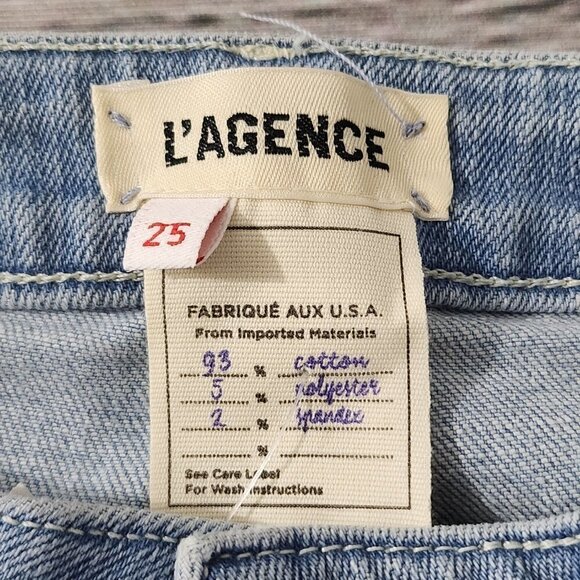 L'AGENCE
25
FABRIQUÉ AUX U.S.A.
From Imported Materials
93 % cotton
5 % polyester
2 % spandex
%
See Care Label
For Wash Instructions